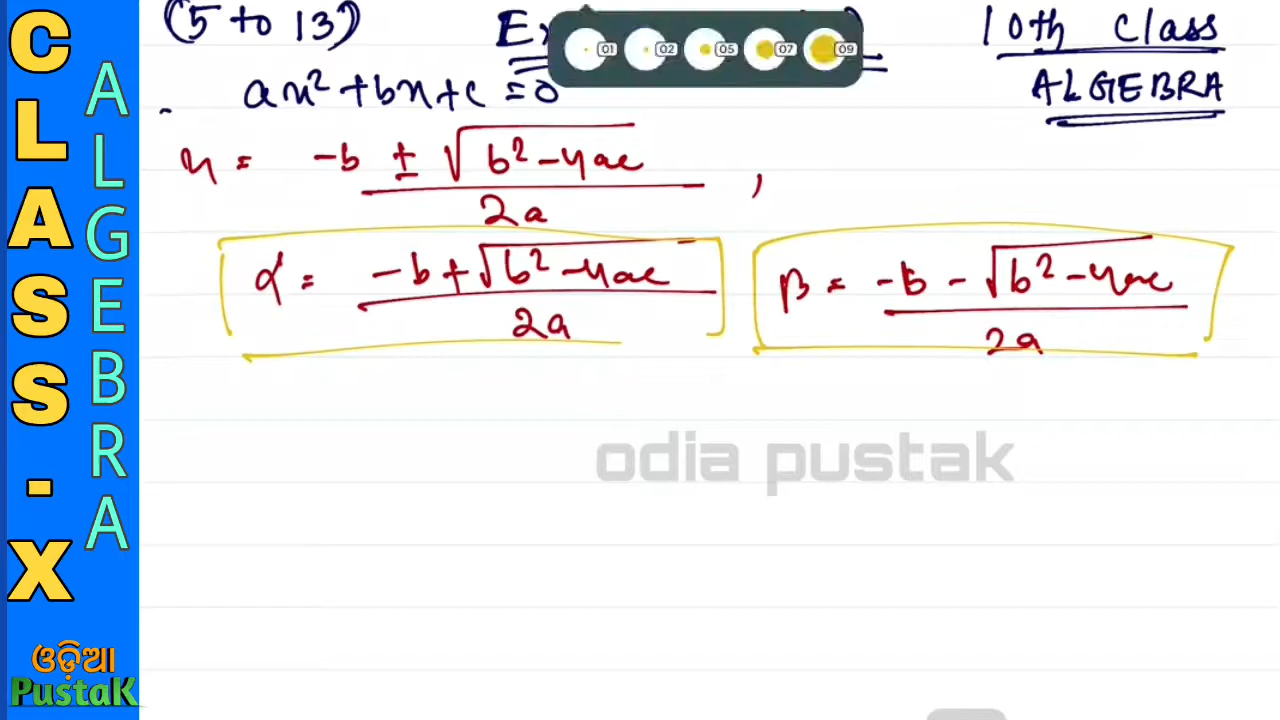 CLASS-X
ALGEBRA
ଓଡ଼ିଆ
PustaK
(5 to 13)
10th Class
ALGEBRA
01 02 05 07 09
ax² + bx + c = 0
x = -b ± √b² - 4ac / 2a ,
α = -b + √b² - 4ac / 2a
β = -b - √b² - 4ac / 2a
odia pustak